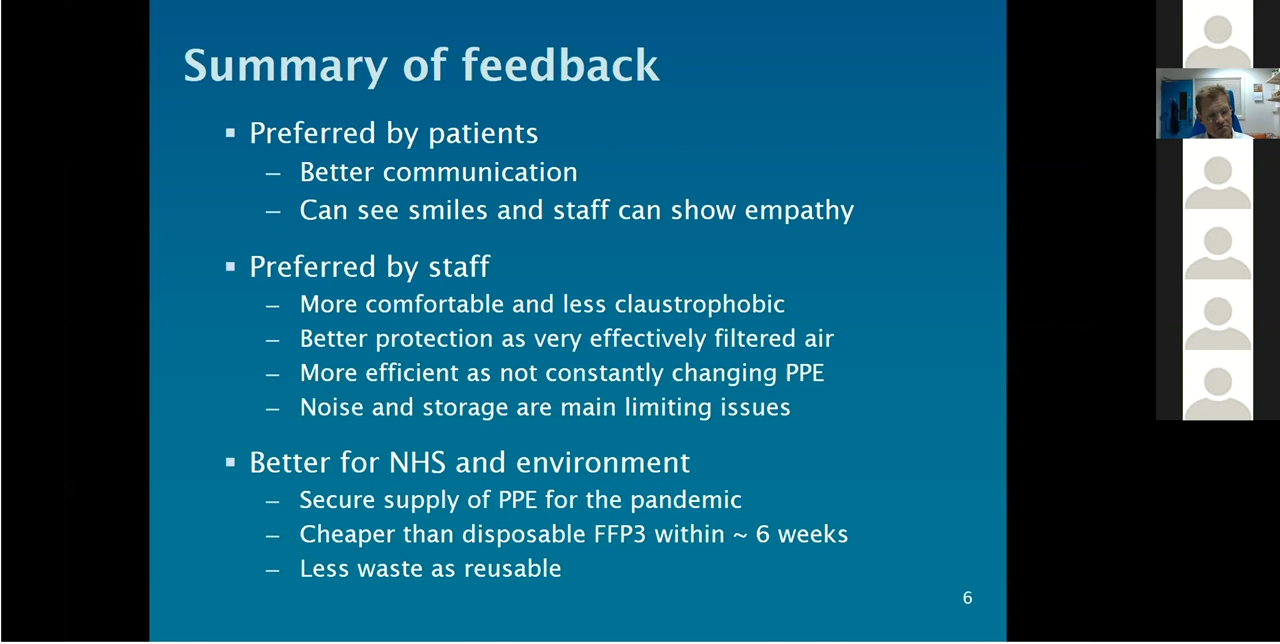 Summary of feedback
▪ Preferred by patients
– Better communication
– Can see smiles and staff can show empathy
▪ Preferred by staff
– More comfortable and less claustrophobic
– Better protection as very effectively filtered air
– More efficient as not constantly changing PPE
– Noise and storage are main limiting issues
▪ Better for NHS and environment
– Secure supply of PPE for the pandemic
– Cheaper than disposable FFP3 within ~ 6 weeks
– Less waste as reusable
6